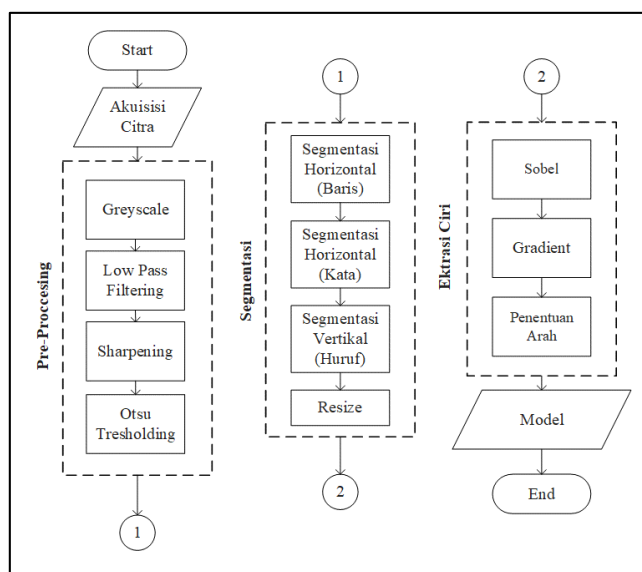 Start
Akuisisi
Citra
Pre-Proccesing
Greyscale
Low Pass
Filtering
Sharpening
Otsu
Tresholding
1
1
Segmentasi
Segmentasi
Horizontal
(Baris)
Segmentasi
Horizontal
(Kata)
Segmentasi
Vertikal
(Huruf)
Resize
2
2
Ektrasi Ciri
Sobel
Gradient
Penentuan
Arah
Model
End